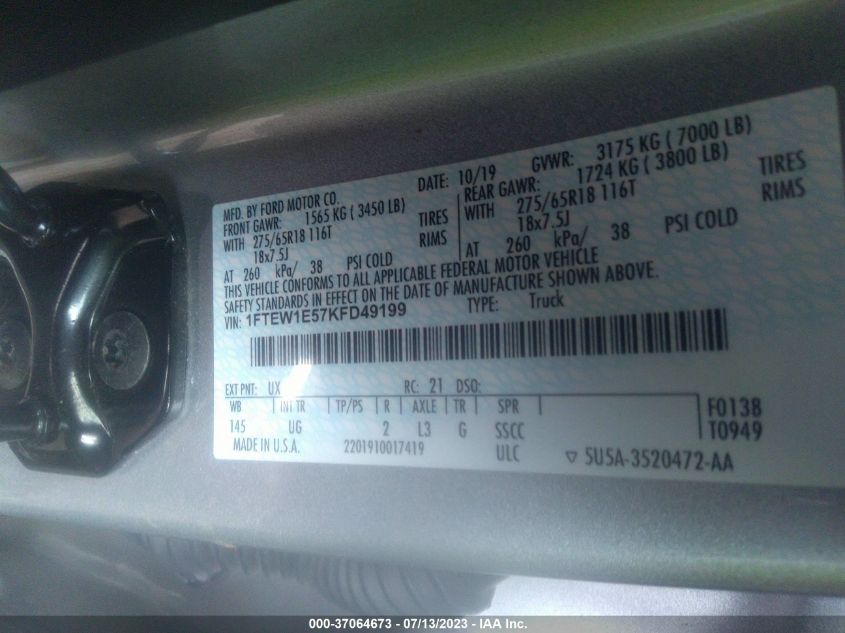 MFD. BY FORD MOTOR CO.
DATE: 10/19 GVWR: 3175 KG ( 7000 LB)
FRONT GAWR: 1565 KG ( 3450 LB)
REAR GAWR: 1724 KG ( 3800 LB)
WITH 275/65R18 116T TIRES
WITH 275/65R18 116T TIRES
18x7.5J RIMS
18x7.5J RIMS
AT 260 kPa/ 38 PSI COLD
AT 260 kPa/ 38 PSI COLD
THIS VEHICLE CONFORMS TO ALL APPLICABLE FEDERAL MOTOR VEHICLE
SAFETY STANDARDS IN EFFECT ON THE DATE OF MANUFACTURE SHOWN ABOVE.
VIN: 1FTEW1E57KFD49199 TYPE: Truck
EXT PNT: UX RC: 21 DSO:
WB INT TR TP/PS R AXLE TR SPR F0138
145 UG 2 L3 G SSCC T0949
MADE IN U.S.A. 2201910017419 ULC ▽ 5U5A-3520472-AA
000-37064673 - 07/13/2023 - IAA Inc.